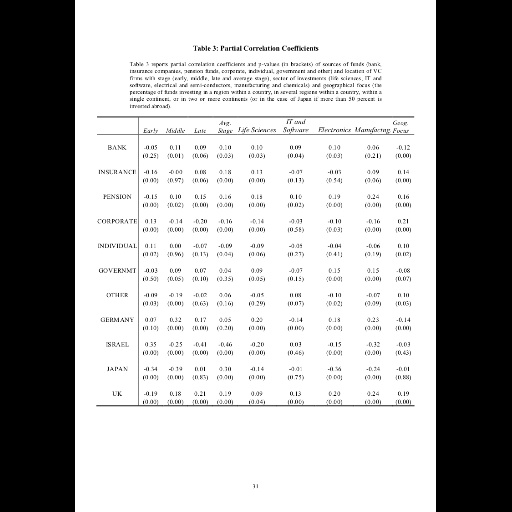 Table 3: Partial Correlation Coefficients
Table 3 reports partial correlation coefficients and p-values (in brackets) of sources of funds (bank,
insurance companies, pension funds, corporate, individual, government and other) and location of VC
firms with stage (early, middle, late and average stage), sector of investments (life sciences, IT and
software, electrical and semi-conductors, manufacturing and chemicals) and geographical focus (the
percentage of funds investing in a region within a country, in several regions within a country, within a
single continent, or in two or more continents (or in the case of Japan if more than 50 percent is
invested abroad).
Avg. IT and Geog.
Early Middle Late Stage Life Sciences Software Electronics Manufacting Focus
BANK -0.05 0.11 0.09 0.10 0.10 0.09 0.10 0.06 -0.12
(0.25) (0.01) (0.06) (0.03) (0.03) (0.04) (0.03) (0.21) (0.00)
INSURANCE -0.16 -0.00 0.08 0.18 0.13 -0.07 -0.03 0.09 0.14
(0.00) (0.97) (0.06) (0.00) (0.00) (0.13) (0.54) (0.06) (0.00)
PENSION -0.15 0.10 0.15 0.16 0.18 0.10 0.19 0.24 0.16
(0.00) (0.02) (0.00) (0.00) (0.00) (0.02) (0.00) (0.00) (0.00)
CORPORATE 0.13 -0.14 -0.20 -0.16 -0.14 -0.03 -0.10 -0.16 0.21
(0.00) (0.00) (0.00) (0.00) (0.00) (0.58) (0.03) (0.00) (0.00)
INDIVIDUAL 0.11 0.00 -0.07 -0.09 -0.09 -0.05 -0.04 -0.06 0.10
(0.02) (0.96) (0.13) (0.04) (0.06) (0.27) (0.41) (0.19) (0.02)
GOVERNMT -0.03 0.09 0.07 0.04 0.09 -0.07 0.15 0.15 -0.08
(0.50) (0.05) (0.10) (0.35) (0.05) (0.15) (0.00) (0.00) (0.07)
OTHER -0.09 -0.19 -0.02 0.06 -0.05 0.08 -0.10 -0.07 0.10
(0.03) (0.00) (0.63) (0.16) (0.29) (0.07) (0.02) (0.09) (0.03)
GERMANY 0.07 0.32 0.17 0.05 0.20 -0.14 0.18 0.23 -0.14
(0.10) (0.00) (0.00) (0.20) (0.00) (0.00) (0.00) (0.00) (0.00)
ISRAEL 0.35 -0.25 -0.41 -0.46 -0.20 0.03 -0.15 -0.32 -0.03
(0.00) (0.00) (0.00) (0.00) (0.00) (0.46) (0.00) (0.00) (0.43)
JAPAN -0.34 -0.39 0.01 0.30 -0.14 -0.01 -0.36 -0.24 -0.01
(0.00) (0.00) (0.83) (0.00) (0.00) (0.75) (0.00) (0.00) (0.88)
UK -0.19 0.18 0.21 0.19 0.09 0.13 0.20 0.24 0.19
(0.00) (0.00) (0.00) (0.00) (0.04) (0.00) (0.00) (0.00) (0.00)
31